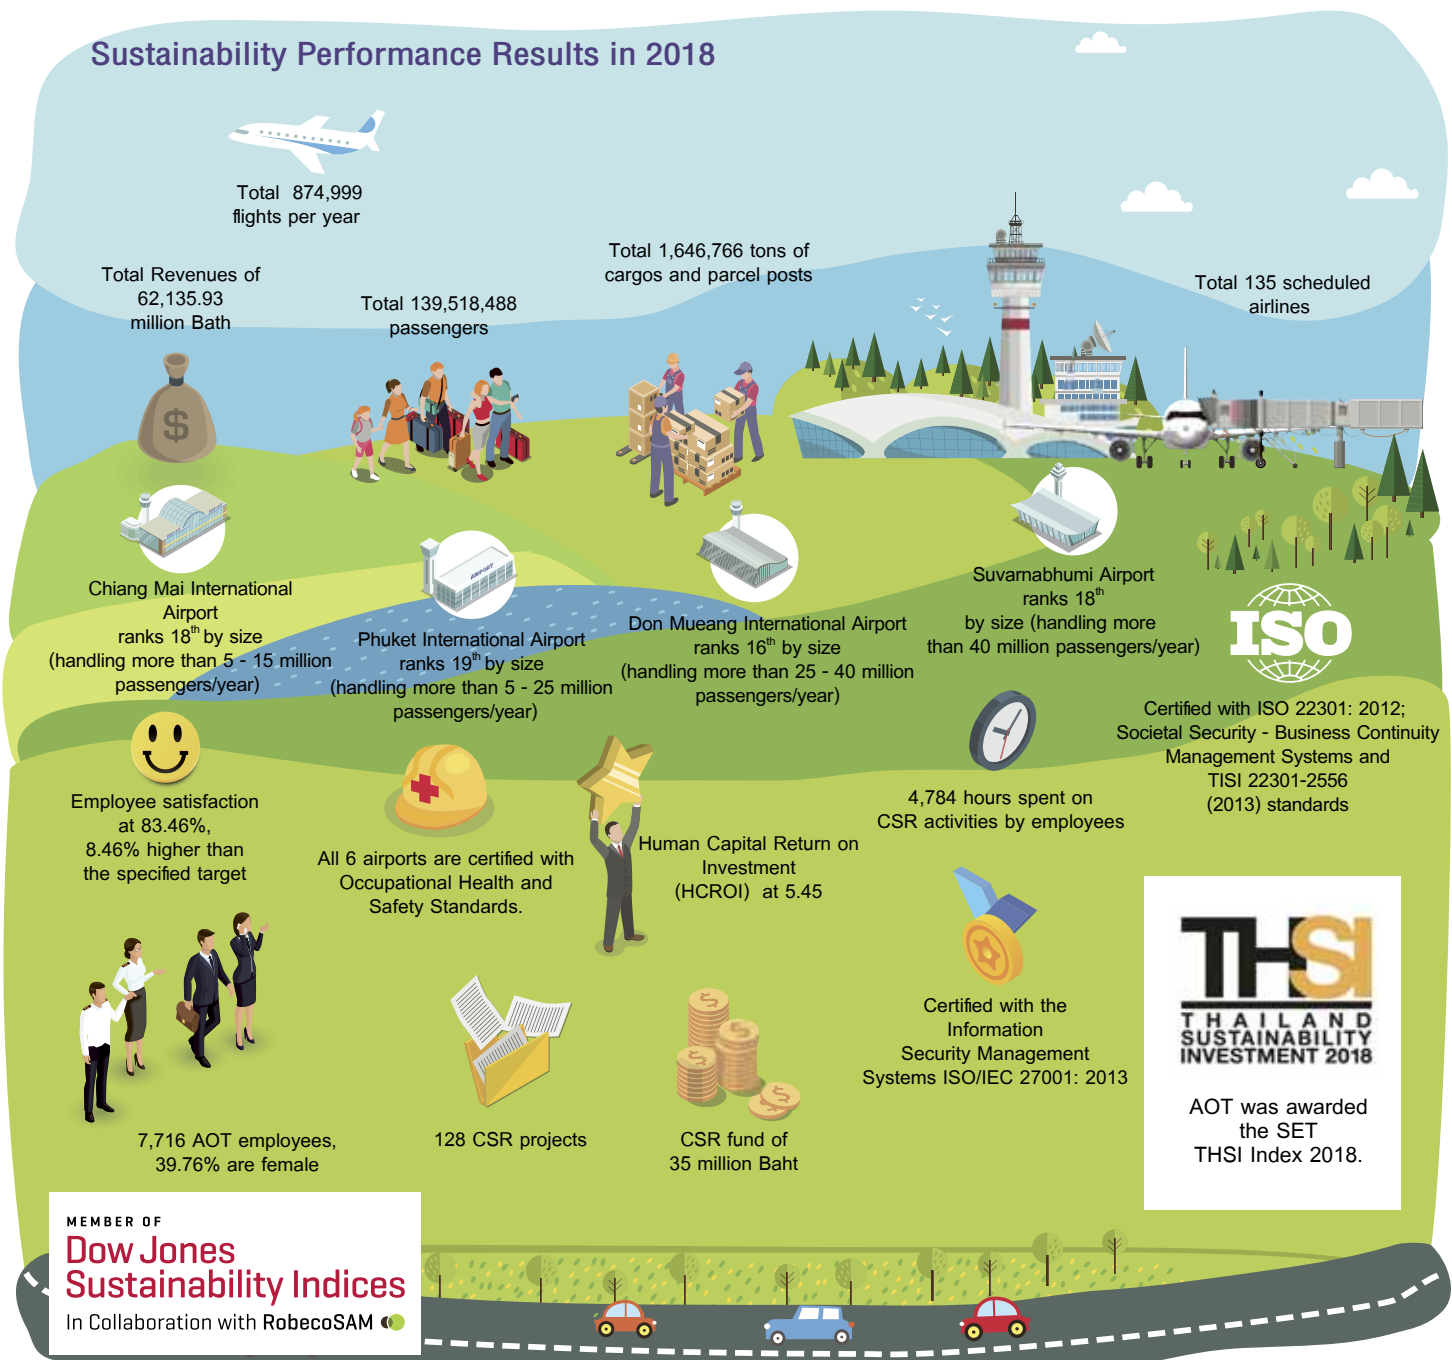 Sustainability Performance Results in 2018
Total 874,999
flights per year
Total Revenues of
62,135.93
million Bath
Total 139,518,488
passengers
Total 1,646,766 tons of
cargos and parcel posts
Total 135 scheduled
airlines
$
Chiang Mai International
Airport
ranks 18th by size
(handling more than 5 - 15 million
passengers/year)
AIRPORT
Phuket International Airport
ranks 19th by size
(handling more than 5 - 25 million
passengers/year)
Don Mueang International Airport
ranks 16th by size
(handling more than 25 - 40 million
passengers/year)
Suvarnabhumi Airport
ranks 18th
by size (handling more
than 40 million passengers/year)
ISO
Certified with ISO 22301: 2012;
Societal Security - Business Continuity
Management Systems and
TISI 22301-2556
(2013) standards
Employee satisfaction
at 83.46%,
8.46% higher than
the specified target
All 6 airports are certified with
Occupational Health and
Safety Standards.
Human Capital Return on
Investment
(HCROI) at 5.45
4,784 hours spent on
CSR activities by employees
Certified with the
Information
Security Management
Systems ISO/IEC 27001: 2013
THSI
THAILAND
SUSTAINABILITY
INVESTMENT 2018
AOT was awarded
the SET
THSI Index 2018.
7,716 AOT employees,
39.76% are female
128 CSR projects
CSR fund of
35 million Baht
MEMBER OF
Dow Jones
Sustainability Indices
In Collaboration with RobecoSAM